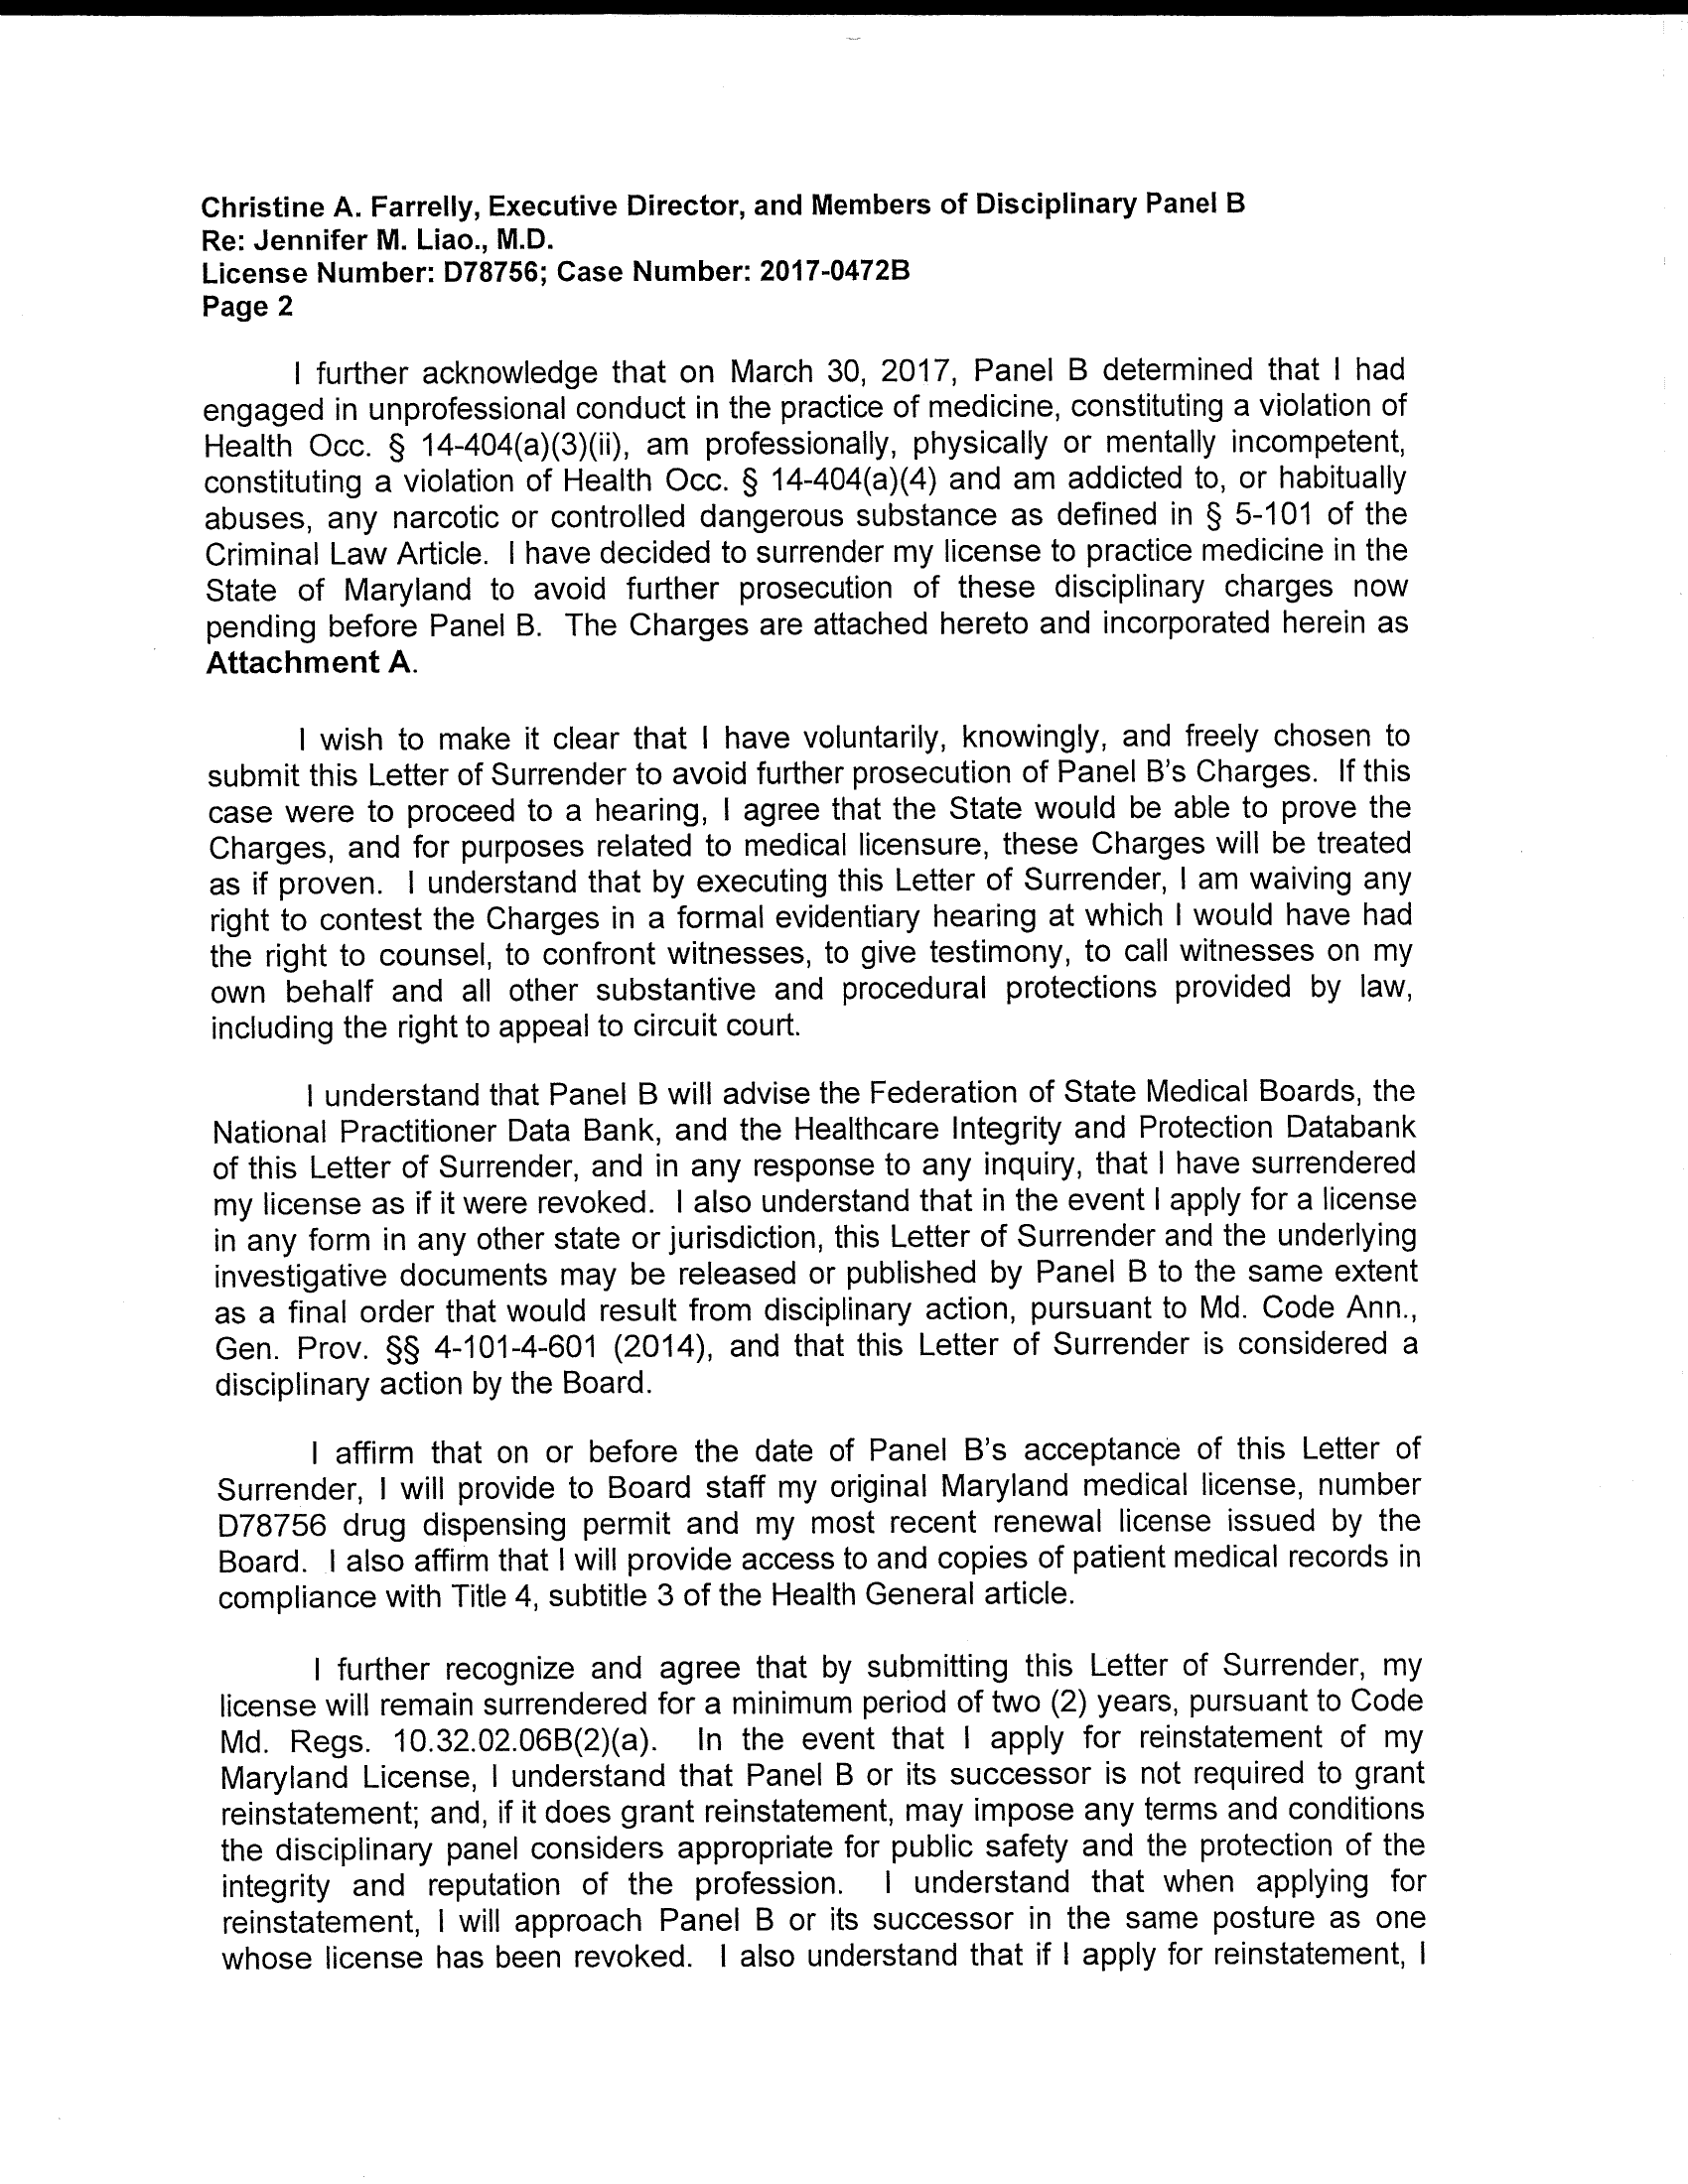 Christine A. Farrelly, Executive Director, and Members of Disciplinary Panel B
Re: Jennifer M. Liao., M.D.
License Number: D78756; Case Number: 2017-0472B
Page 2
I further acknowledge that on March 30, 2017, Panel B determined that I had
engaged in unprofessional conduct in the practice of medicine, constituting a violation of
Health Occ. § 14-404(a)(3)(ii), am professionally, physically or mentally incompetent,
constituting a violation of Health Occ. § 14-404(a)(4) and am addicted to, or habitually
abuses, any narcotic or controlled dangerous substance as defined in § 5-101 of the
Criminal Law Article. I have decided to surrender my license to practice medicine in the
State of Maryland to avoid further prosecution of these disciplinary charges now
pending before Panel B. The Charges are attached hereto and incorporated herein as
Attachment A.
I wish to make it clear that I have voluntarily, knowingly, and freely chosen to
submit this Letter of Surrender to avoid further prosecution of Panel B's Charges. If this
case were to proceed to a hearing, I agree that the State would be able to prove the
Charges, and for purposes related to medical licensure, these Charges will be treated
as if proven. I understand that by executing this Letter of Surrender, I am waiving any
right to contest the Charges in a formal evidentiary hearing at which I would have had
the right to counsel, to confront witnesses, to give testimony, to call witnesses on my
own behalf and all other substantive and procedural protections provided by law,
including the right to appeal to circuit court.
I understand that Panel B will advise the Federation of State Medical Boards, the
National Practitioner Data Bank, and the Healthcare Integrity and Protection Databank
of this Letter of Surrender, and in any response to any inquiry, that I have surrendered
my license as if it were revoked. I also understand that in the event I apply for a license
in any form in any other state or jurisdiction, this Letter of Surrender and the underlying
investigative documents may be released or published by Panel B to the same extent
as a final order that would result from disciplinary action, pursuant to Md. Code Ann.,
Gen. Prov. §§ 4-101-4-601 (2014), and that this Letter of Surrender is considered a
disciplinary action by the Board.
I affirm that on or before the date of Panel B's acceptance of this Letter of
Surrender, I will provide to Board staff my original Maryland medical license, number
D78756 drug dispensing permit and my most recent renewal license issued by the
Board. I also affirm that I will provide access to and copies of patient medical records in
compliance with Title 4, subtitle 3 of the Health General article.
I further recognize and agree that by submitting this Letter of Surrender, my
license will remain surrendered for a minimum period of two (2) years, pursuant to Code
Md. Regs. 10.32.02.06B(2)(a). In the event that I apply for reinstatement of my
Maryland License, I understand that Panel B or its successor is not required to grant
reinstatement; and, if it does grant reinstatement, may impose any terms and conditions
the disciplinary panel considers appropriate for public safety and the protection of the
integrity and reputation of the profession. I understand that when applying for
reinstatement, I will approach Panel B or its successor in the same posture as one
whose license has been revoked. I also understand that if I apply for reinstatement, I